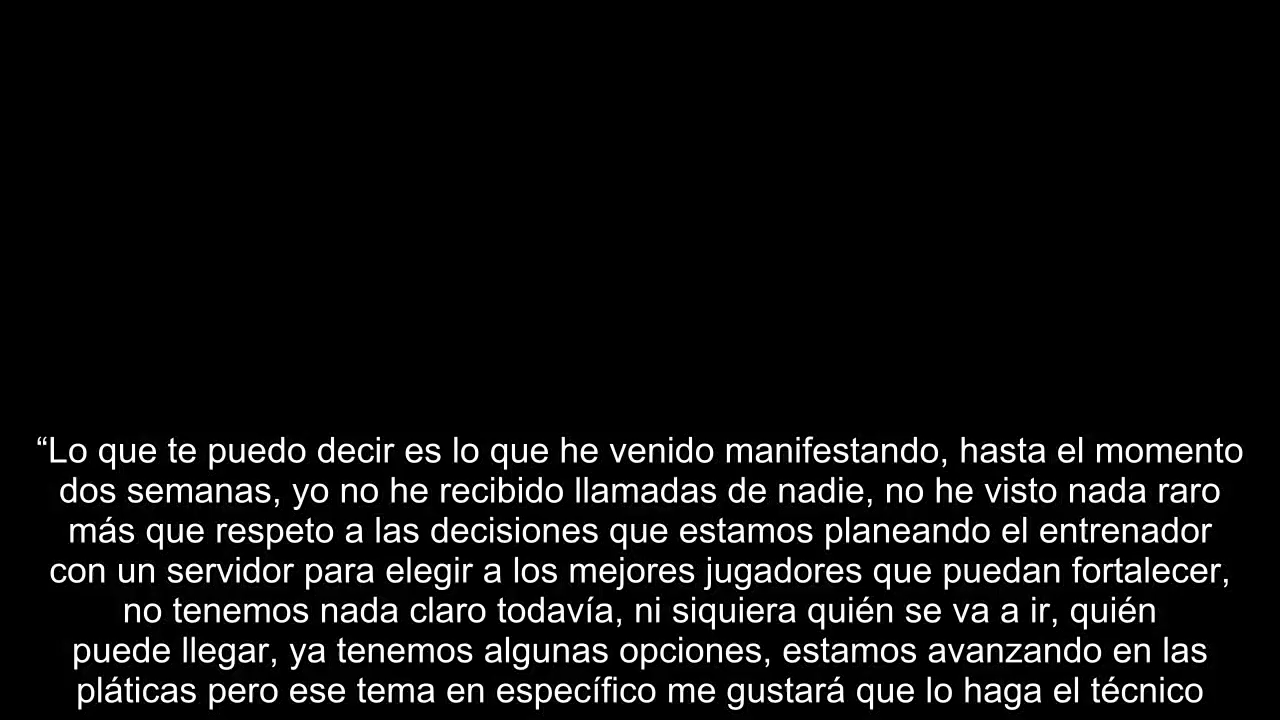 “Lo que te puedo decir es lo que he venido manifestando, hasta el momento
dos semanas, yo no he recibido llamadas de nadie, no he visto nada raro
más que respeto a las decisiones que estamos planeando el entrenador
con un servidor para elegir a los mejores jugadores que puedan fortalecer,
no tenemos nada claro todavía, ni siquiera quién se va a ir, quién
puede llegar, ya tenemos algunas opciones, estamos avanzando en las
pláticas pero ese tema en específico me gustará que lo haga el técnico